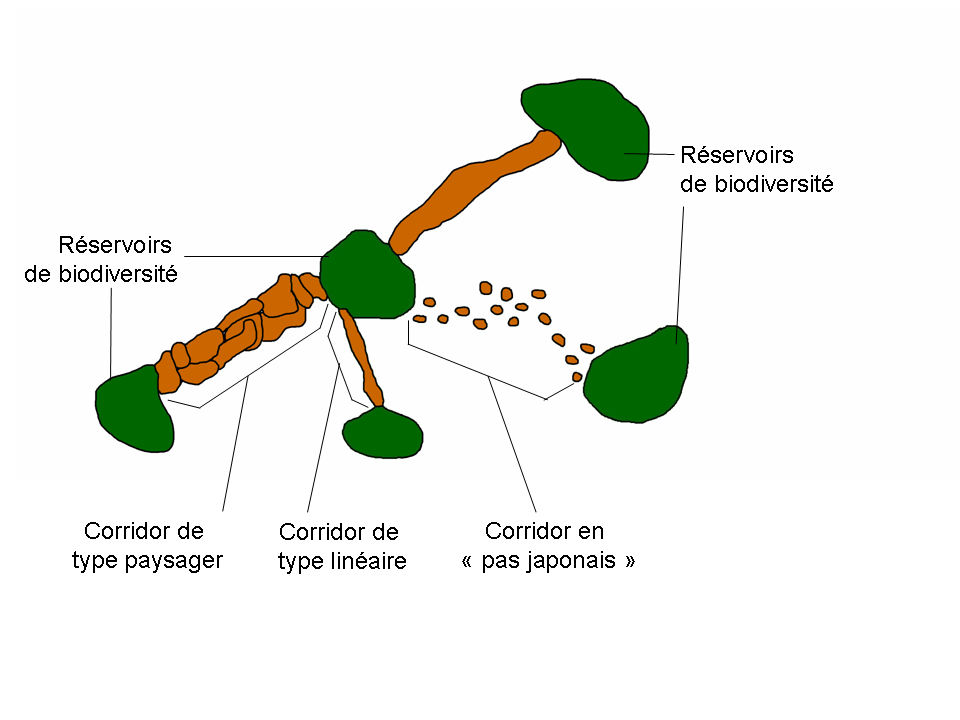 Réservoirs
de biodiversité
Réservoirs
de biodiversité
Corridor de
type paysager
Corridor de
type linéaire
Corridor en
« pas japonais »